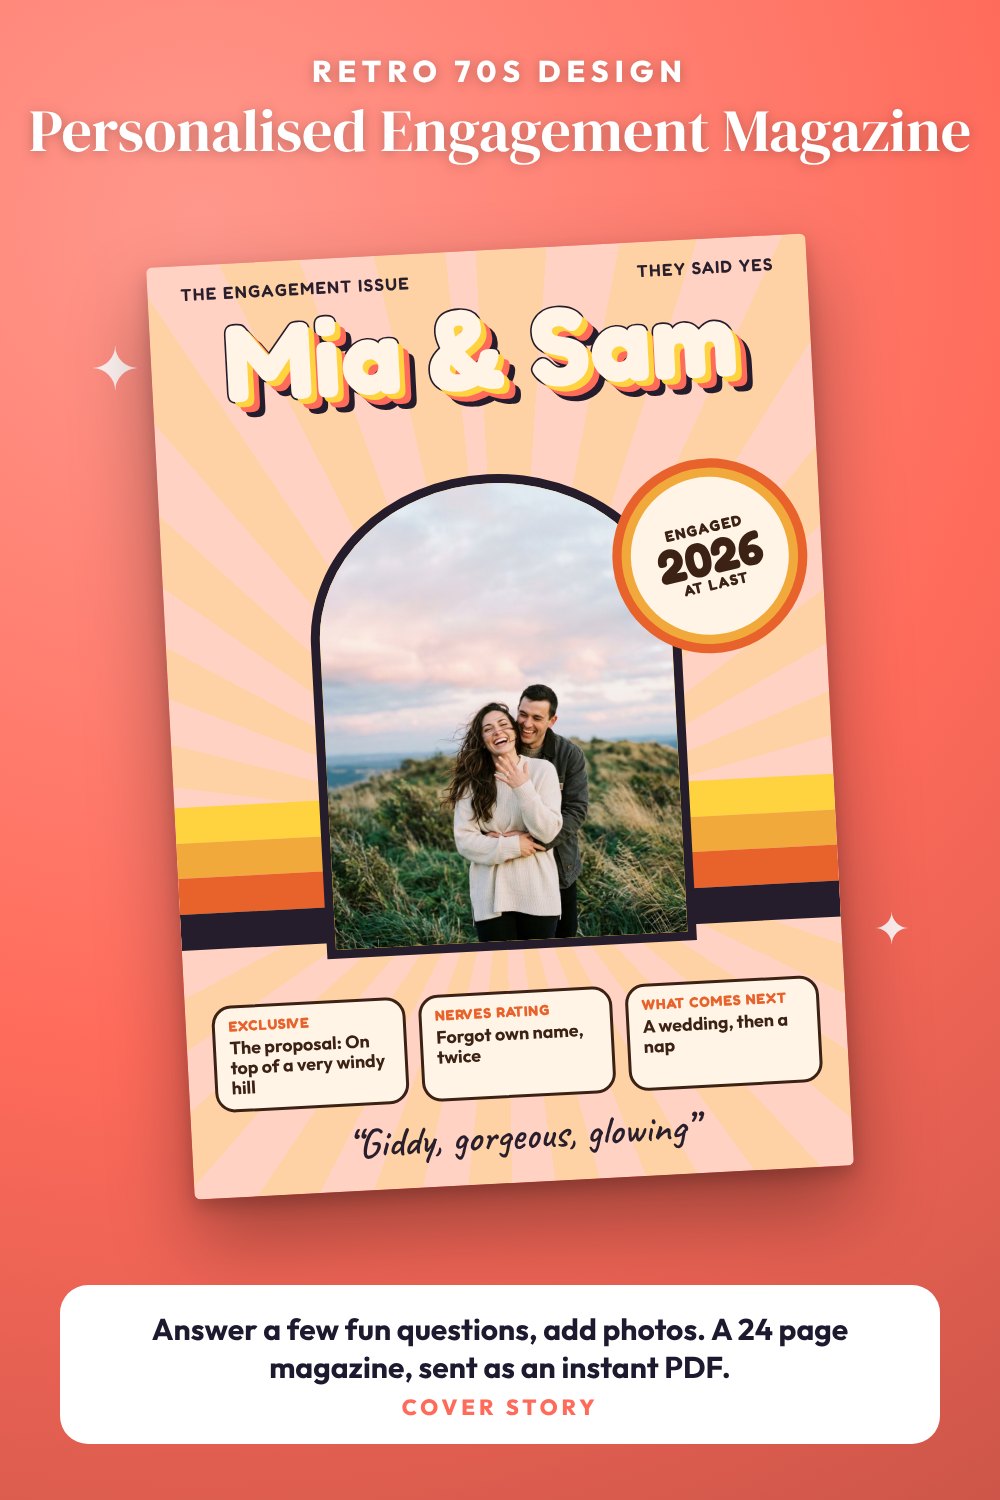 RETRO 70S DESIGN
Personalised Engagement Magazine
THE ENGAGEMENT ISSUE
THEY SAID YES
Mia & Sam
ENGAGED
2026
AT LAST
EXCLUSIVE
The proposal: On
top of a very windy
hill
NERVES RATING
Forgot own name,
twice
WHAT COMES NEXT
A wedding, then a
nap
“Giddy, gorgeous, glowing”
Answer a few fun questions, add photos. A 24 page
magazine, sent as an instant PDF.
COVER STORY